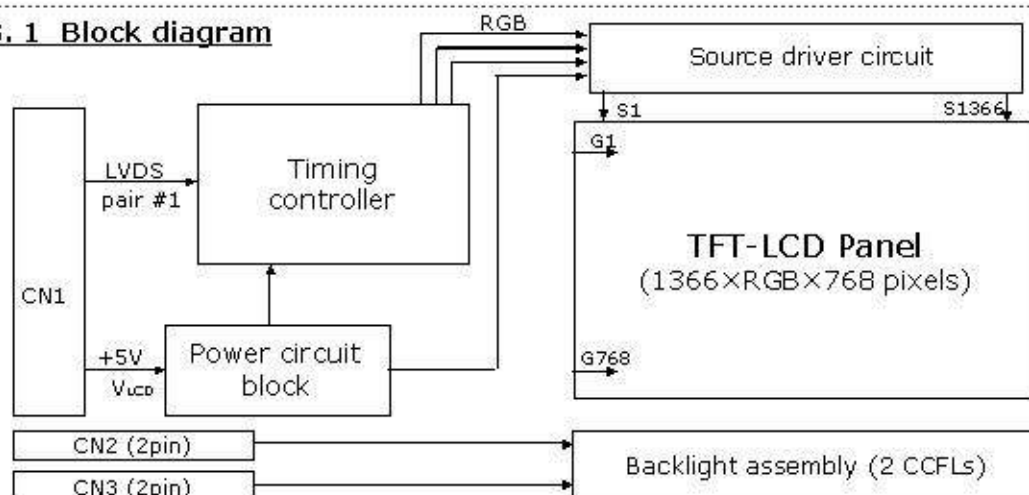 . 1 Block diagram
RGB
Source driver circuit
S1
S1366
G1
LVDS
pair #1
Timing
controller
TFT-LCD Panel
(1366×RGB×768 pixels)
CN1
+5V
VLCD
Power circuit
block
G768
CN2 (2pin)
Backlight assembly (2 CCFLs)
CN3 (2pin)